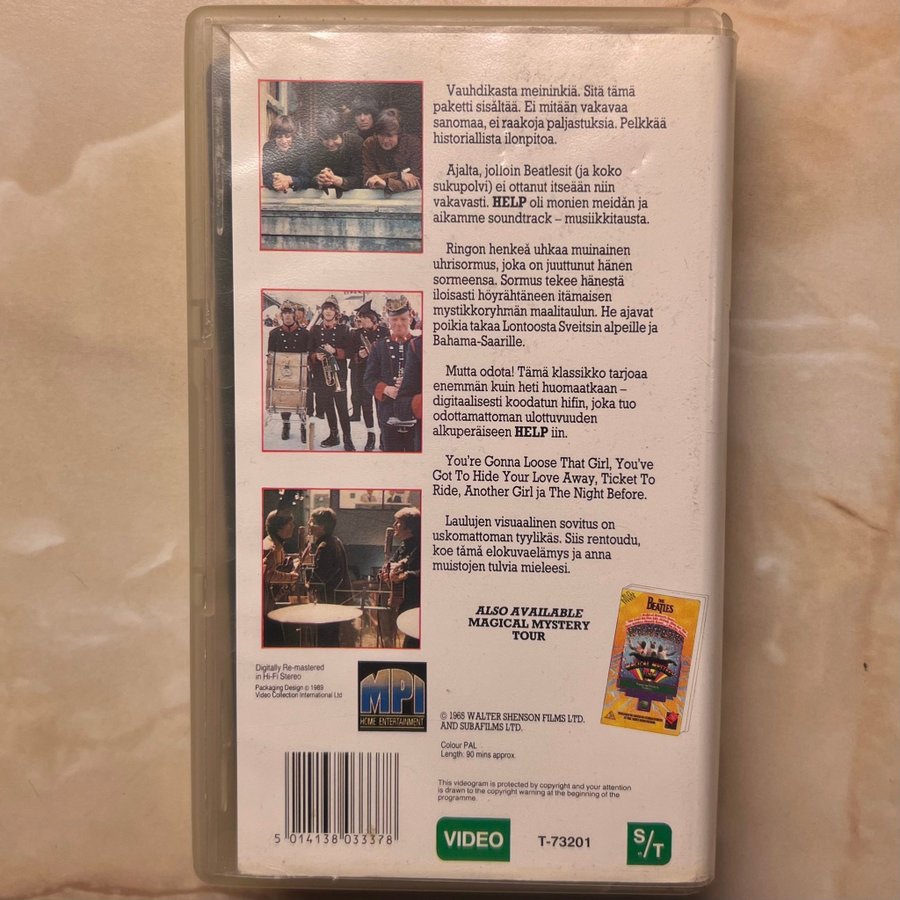 Vauhdikasta meininkiä. Sitä tämä
paketti sisältää. Ei mitään vakavaa
sanomaa, ei raakoja paljastuksia. Pelkkää
historiallista ilonpitoa.
Ajalta, jolloin Beatlesit (ja koko
sukupolvi) ei ottanut itseään niin
vakavasti. HELP oli monien meidän ja
aikamme soundtrack – musiikkitausta.
Ringon henkeä uhkaa muinainen
uhrisormus, joka on juuttunut hänen
sormeensa. Sormus tekee hänestä
iloisasti höyrähtäneen itämaisen
mystikkoryhmän maalitaulun. He ajavat
poikia takaa Lontoosta Sveitsin alpeille ja
Bahama-Saarille.
Mutta odota! Tämä klassikko tarjoaa
enemmän kuin heti huomaatkaan –
digitaalisesti koodatun hifin, joka tuo
odottamattoman ulottuvuuden
alkuperäiseen HELP iin.
You're Gonna Loose That Girl, You've
Got To Hide Your Love Away, Ticket To
Ride, Another Girl ja The Night Before.
Laulujen visuaalinen sovitus on
uskomattoman tyylikäs. Siis rentoudu,
koe tämä elokuvaelämys ja anna
muistojen tulvia mieleesi.
ALSO AVAILABLE
MAGICAL MYSTERY
TOUR
THE
BEATLES
MAGICAL MYSTERY
Digitally Re-mastered
in Hi-Fi Stereo
Packaging Design © 1989
Video Collection International Ltd
MPI
HOME ENTERTAINMENT
© 1965 WALTER SHENSON FILMS LTD.
AND SUBAFILMS LTD.
Colour PAL
Length: 90 mins approx
This videogram is protected by copyright and your attention
is drawn to the copyright warning at the beginning of the
programme.
5 014138 033378
VIDEO
T-73201
S/T